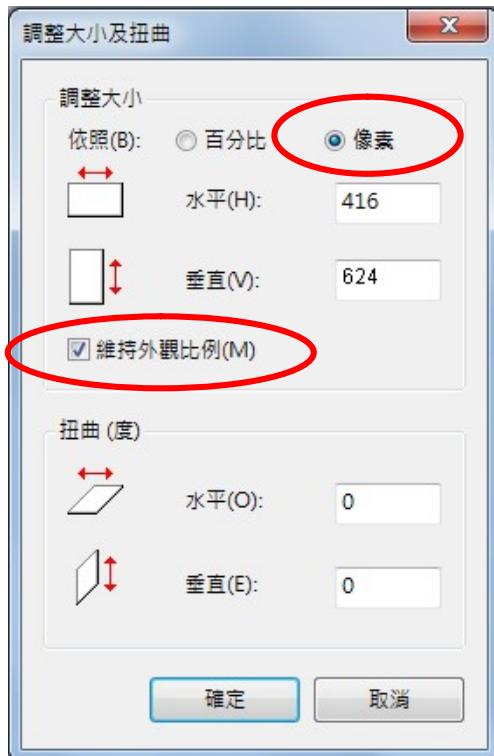 調整大小及扭曲
調整大小
依照(B): 百分比 像素
水平(H): 416
垂直(V): 624
維持外觀比例(M)
扭曲 (度)
水平(O): 0
垂直(E): 0
確定 取消